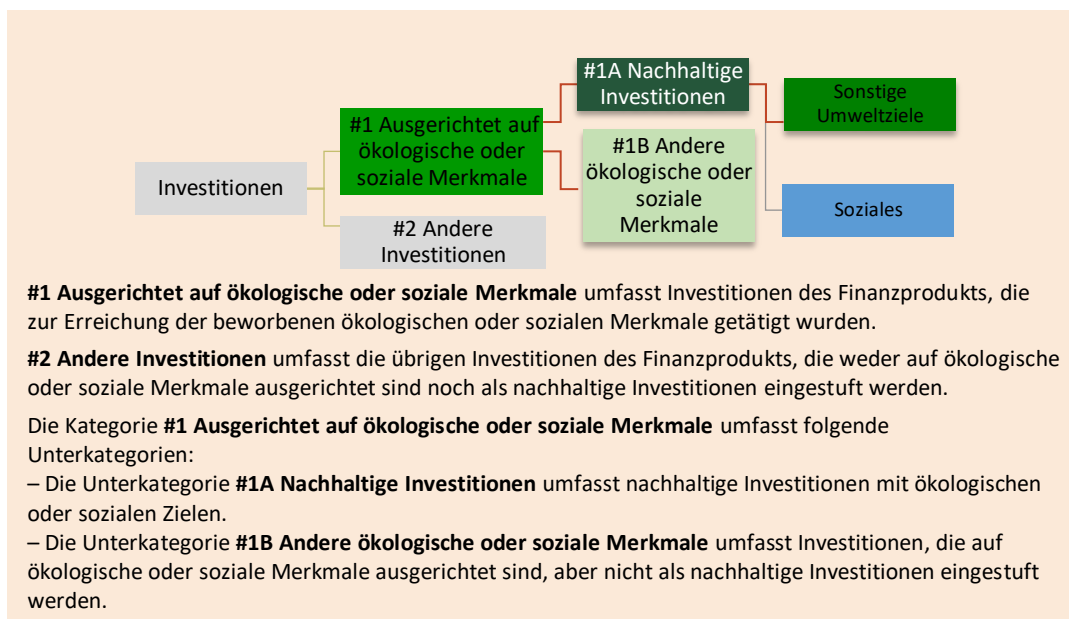 #1A Nachhaltige
Investitionen
Sonstige
Umweltziele
#1 Ausgerichtet auf
ökologische oder
soziale Merkmale
#1B Andere
ökologische oder
soziale
Merkmale
Investitionen
Soziales
#2 Andere
Investitionen
#1 Ausgerichtet auf ökologische oder soziale Merkmale umfasst Investitionen des Finanzprodukts, die
zur Erreichung der beworbenen ökologischen oder sozialen Merkmale getätigt wurden.
#2 Andere Investitionen umfasst die übrigen Investitionen des Finanzprodukts, die weder auf ökologische
oder soziale Merkmale ausgerichtet sind noch als nachhaltige Investitionen eingestuft werden.
Die Kategorie #1 Ausgerichtet auf ökologische oder soziale Merkmale umfasst folgende
Unterkategorien:
– Die Unterkategorie #1A Nachhaltige Investitionen umfasst nachhaltige Investitionen mit ökologischen
oder sozialen Zielen.
– Die Unterkategorie #1B Andere ökologische oder soziale Merkmale umfasst Investitionen, die auf
ökologische oder soziale Merkmale ausgerichtet sind, aber nicht als nachhaltige Investitionen eingestuft
werden.